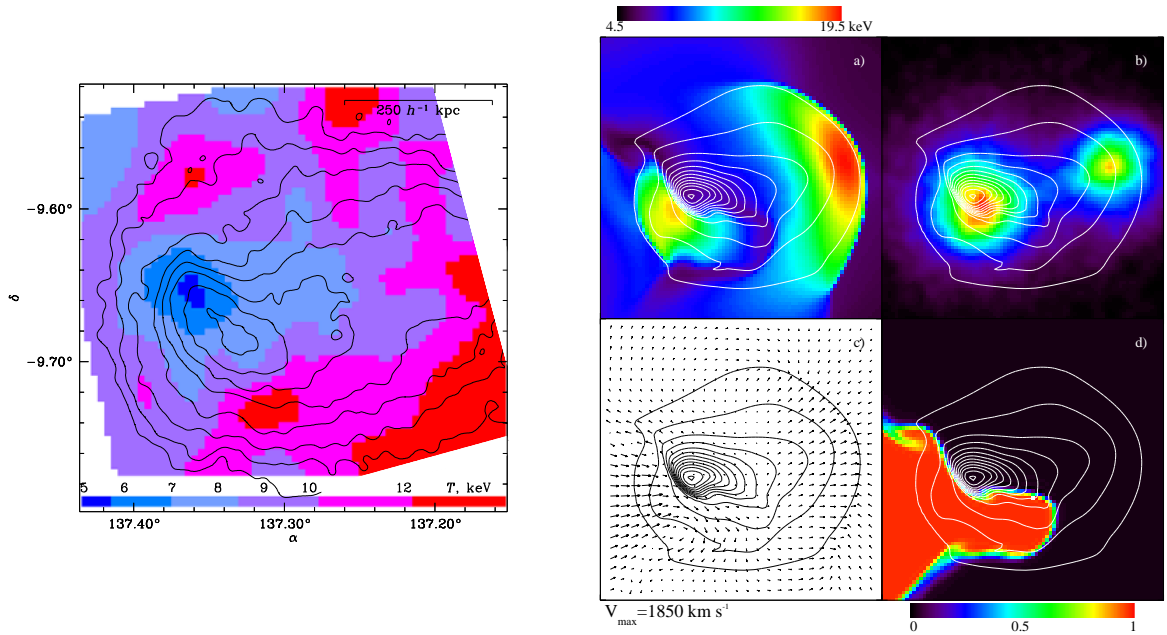 250 h⁻¹ kpc
−9.60°
−9.70°
δ
5 6 7 8 9 10 12 T, keV
137.40° 137.30° 137.20°
α
4.5 19.5 keV
a)
b)
c)
d)
Vmax=1850 km s⁻¹
0 0.5 1